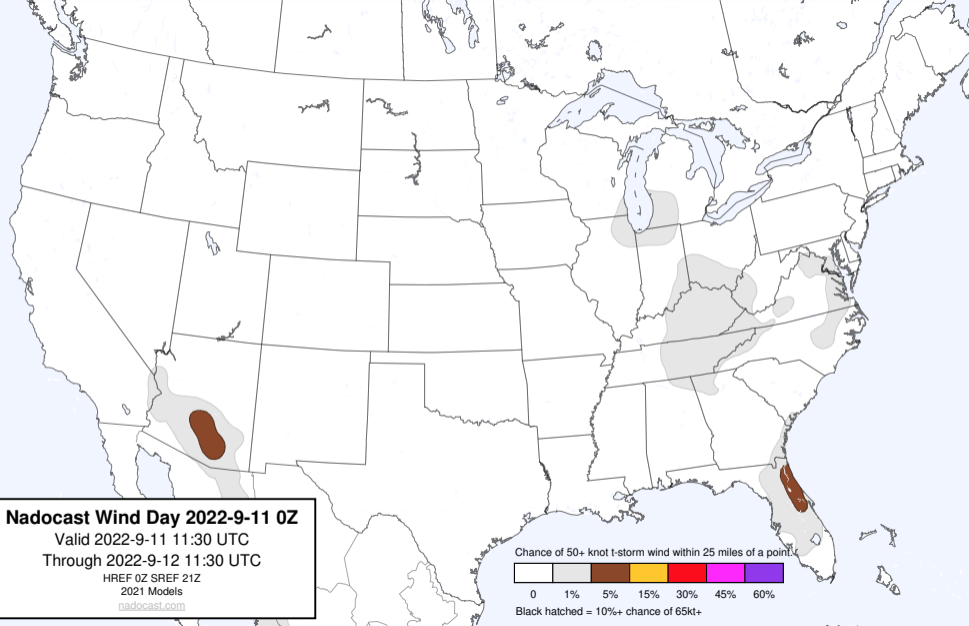 Nadocast Wind Day 2022-9-11 0Z
Valid 2022-9-11 11:30 UTC
Through 2022-9-12 11:30 UTC
HREF 0Z SREF 21Z
2021 Models
nadocast.com
Chance of 50+ knot t-storm wind within 25 miles of a point.
0 1% 5% 15% 30% 45% 60%
Black hatched = 10%+ chance of 65kt+